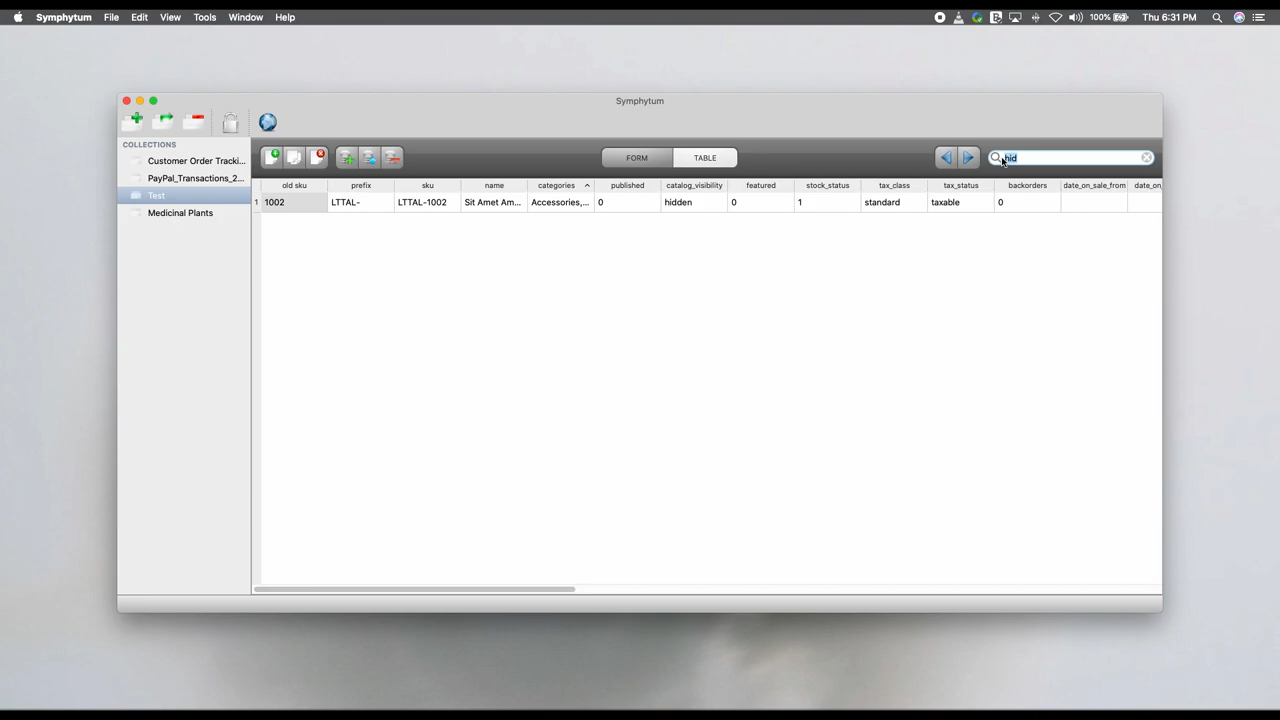 Symphytum File Edit View Tools Window Help 100% Thu 6:31 PM
Symphytum
COLLECTIONS
Customer Order Tracki...
PayPal_Transactions_2...
Test
Medicinal Plants
FORM TABLE hid
old sku prefix sku name categories published catalog_visibility featured stock_status tax_class tax_status backorders date_on_sale_from date_on_
1 1002 LTTAL- LTTAL-1002 Sit Amet Am... Accessories,... 0 hidden 0 1 standard taxable 0